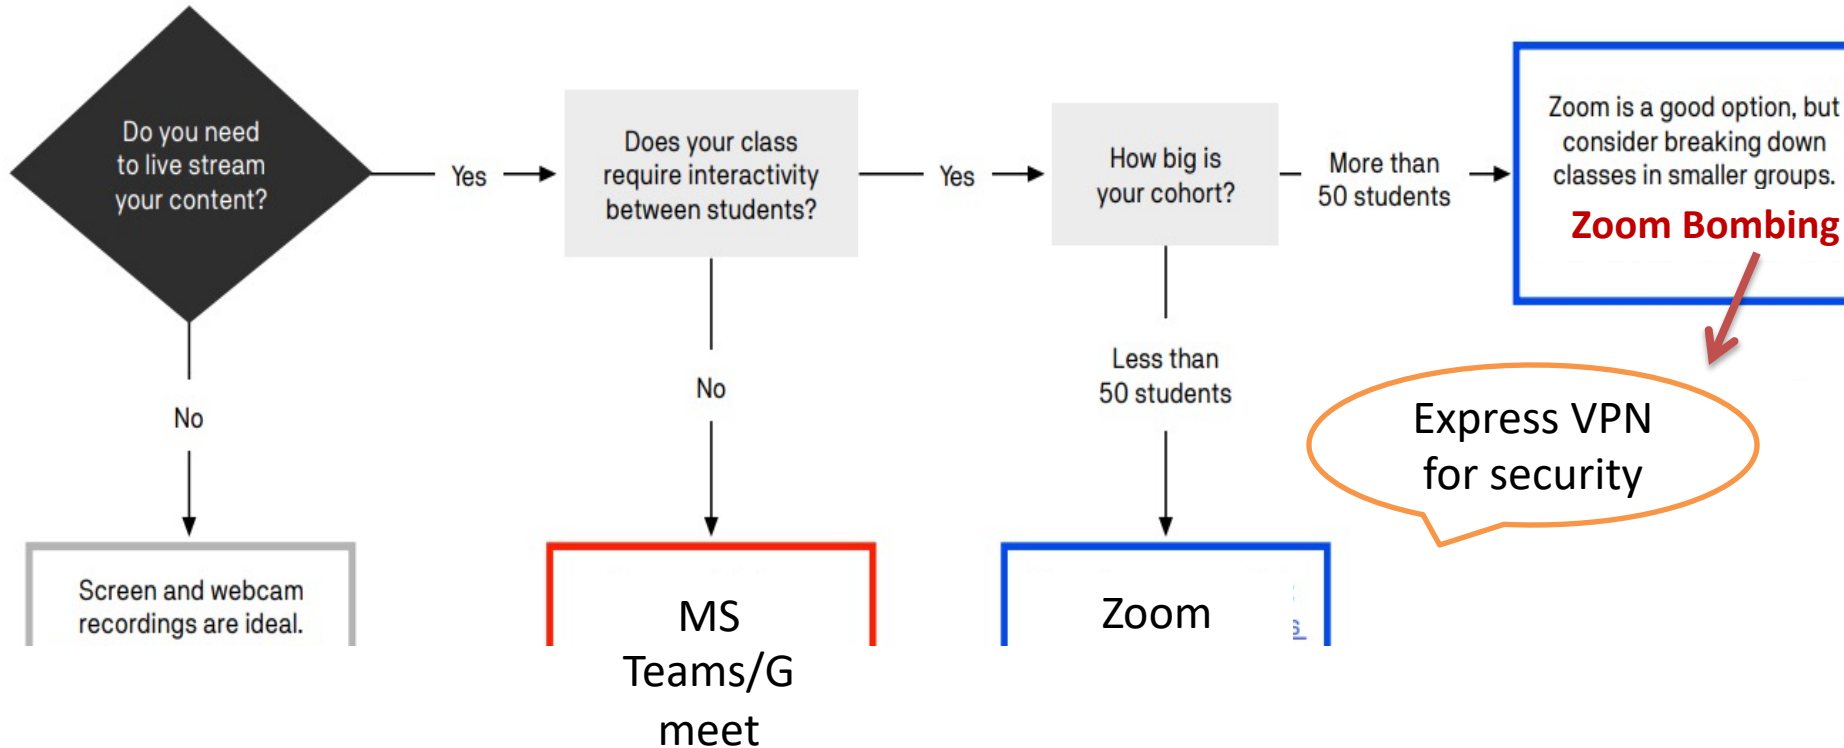 Do you need
to live stream
your content?
Yes
Does your class
require interactivity
between students?
Yes
How big is
your cohort?
More than
50 students
Zoom is a good option, but
consider breaking down
classes in smaller groups.
Zoom Bombing
No
No
Less than
50 students
Express VPN
for security
Screen and webcam
recordings are ideal.
MS
Teams/G
meet
Zoom